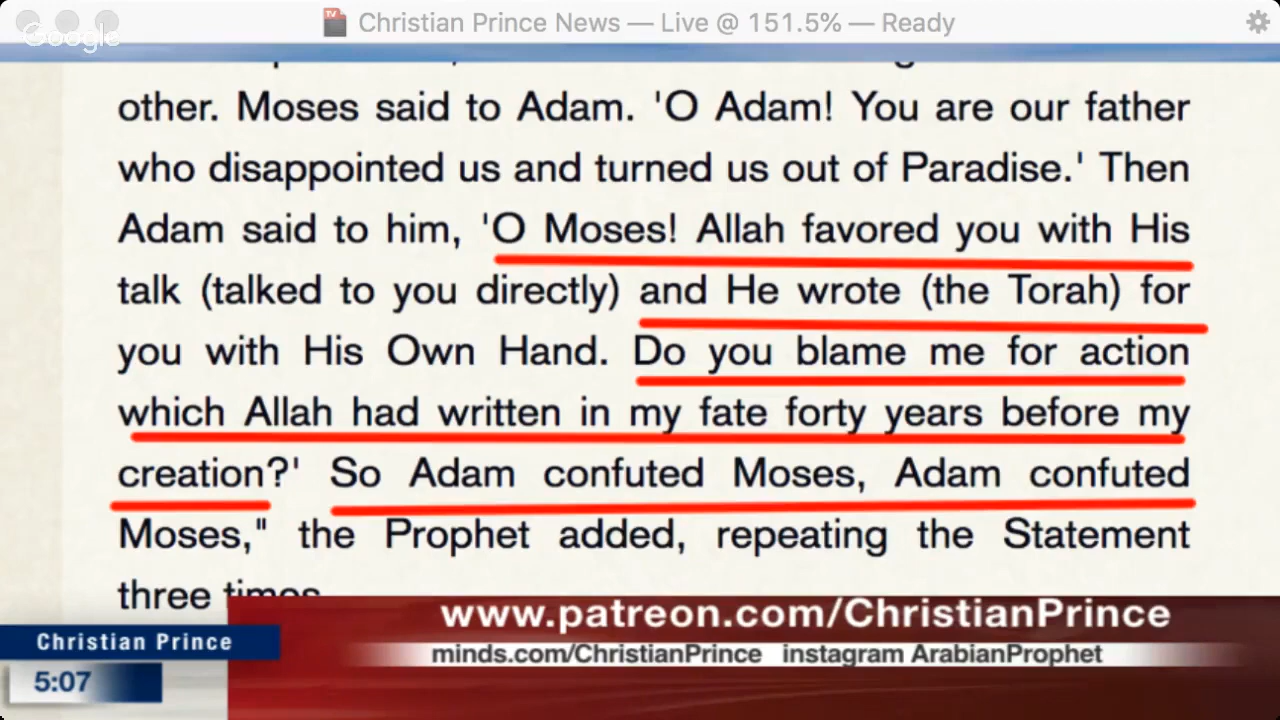 Christian Prince News — Live @ 151.5% — Ready
Google
other. Moses said to Adam. 'O Adam! You are our father
who disappointed us and turned us out of Paradise.' Then
Adam said to him, 'O Moses! Allah favored you with His
talk (talked to you directly) and He wrote (the Torah) for
you with His Own Hand. Do you blame me for action
which Allah had written in my fate forty years before my
creation?' So Adam confuted Moses, Adam confuted
Moses," the Prophet added, repeating the Statement
three times
www.patreon.com/ChristianPrince
Christian Prince
minds.com/ChristianPrince instagram ArabianProphet
5:07